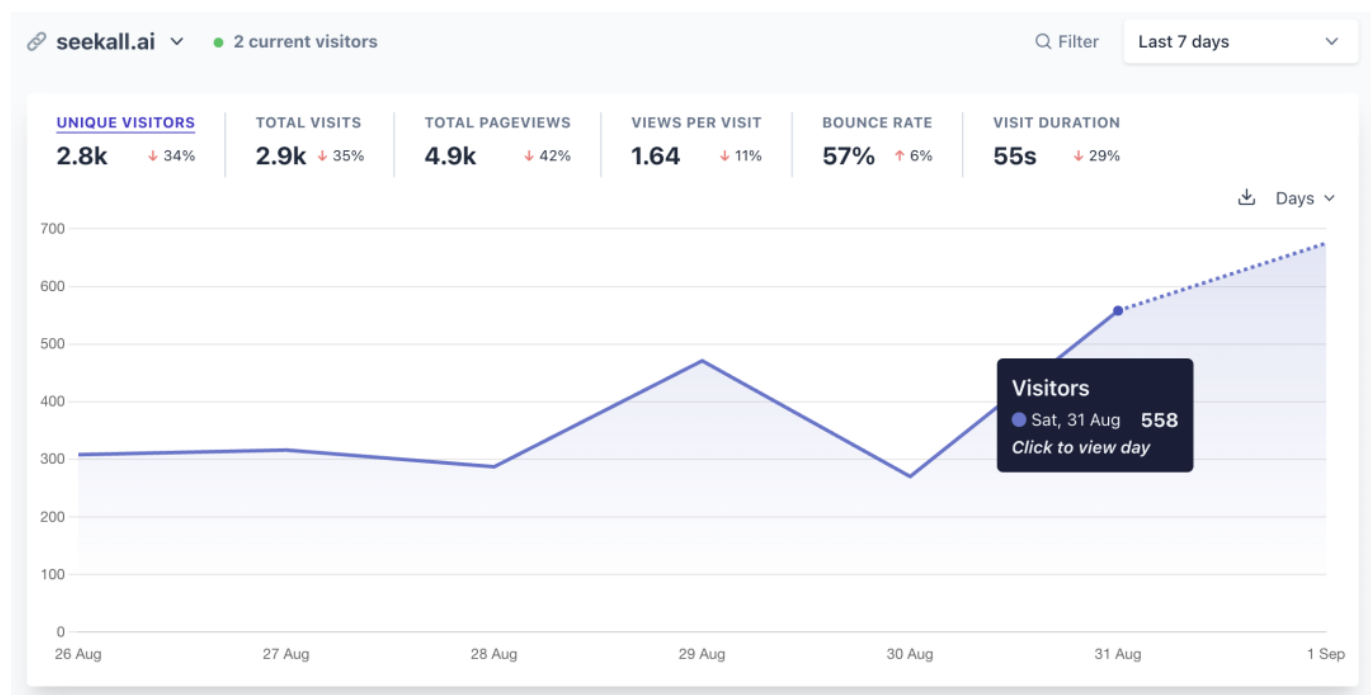 seekall.ai 2 current visitors Filter Last 7 days
UNIQUE VISITORS TOTAL VISITS TOTAL PAGEVIEWS VIEWS PER VISIT BOUNCE RATE VISIT DURATION
2.8k ↓ 34% 2.9k ↓ 35% 4.9k ↓ 42% 1.64 ↓ 11% 57% ↑ 6% 55s ↓ 29%
Days
700
600
500
400
300
200
100
0
Visitors
Sat, 31 Aug 558
Click to view day
26 Aug 27 Aug 28 Aug 29 Aug 30 Aug 31 Aug 1 Sep